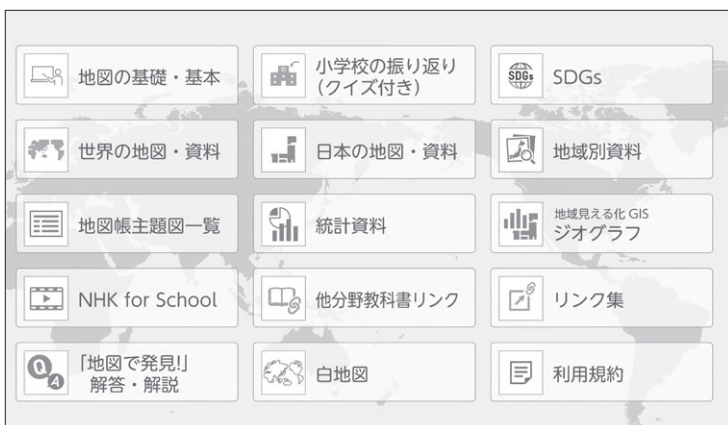 地図の基礎・基本
小学校の振り返り
(クイズ付き)
SDGs
SDGs
世界の地図・資料
日本の地図・資料
地域別資料
地図帳主題図一覧
統計資料
地域見える化 GIS
ジオグラフ
NHK for School
他分野教科書リンク
リンク集
Q
A
「地図で発見!」
解答・解説
白地図
利用規約